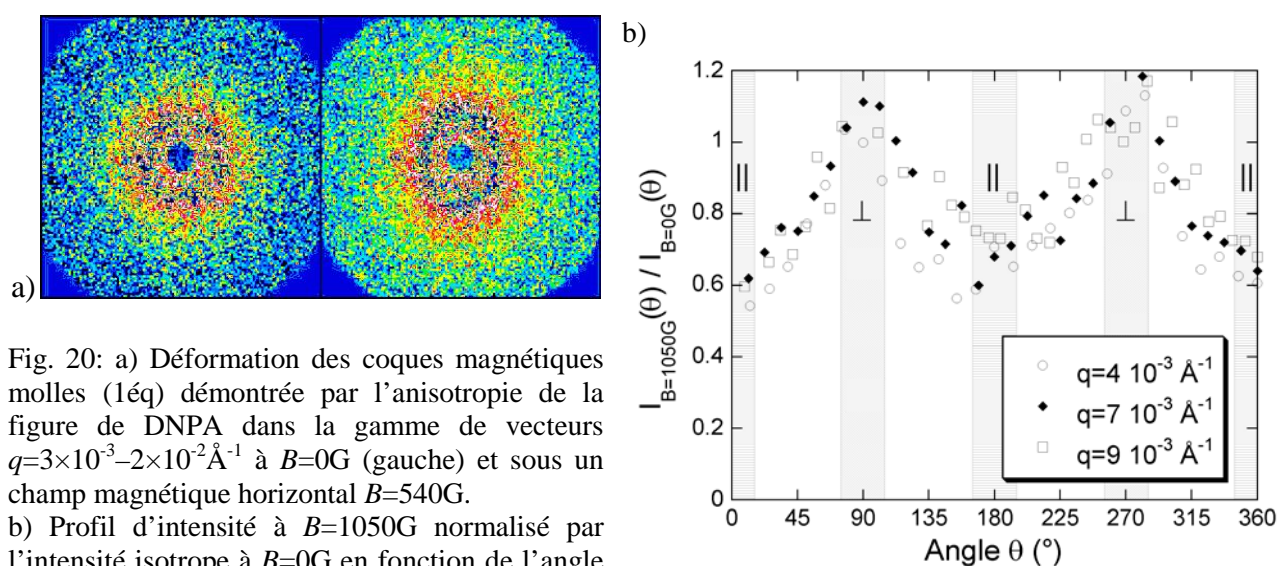 a)
Fig. 20: a) Déformation des coques magnétiques
molles (1éq) démontrée par l'anisotropie de la
figure de DNPA dans la gamme de vecteurs
q=3×10⁻³–2×10⁻²Å⁻¹ à B=0G (gauche) et sous un
champ magnétique horizontal B=540G.
b) Profil d'intensité à B=1050G normalisé par
l'intensité isotrope à B=0G en fonction de l'angle
b)
I_B=1050G(θ) / I_B=0G(θ)
1.2
1
0.8
0.6
0.4
0.2
0
||
⊥
||
⊥
||
q=4 10⁻³ Å⁻¹
q=7 10⁻³ Å⁻¹
q=9 10⁻³ Å⁻¹
0 45 90 135 180 225 270 315 360
Angle θ (°)